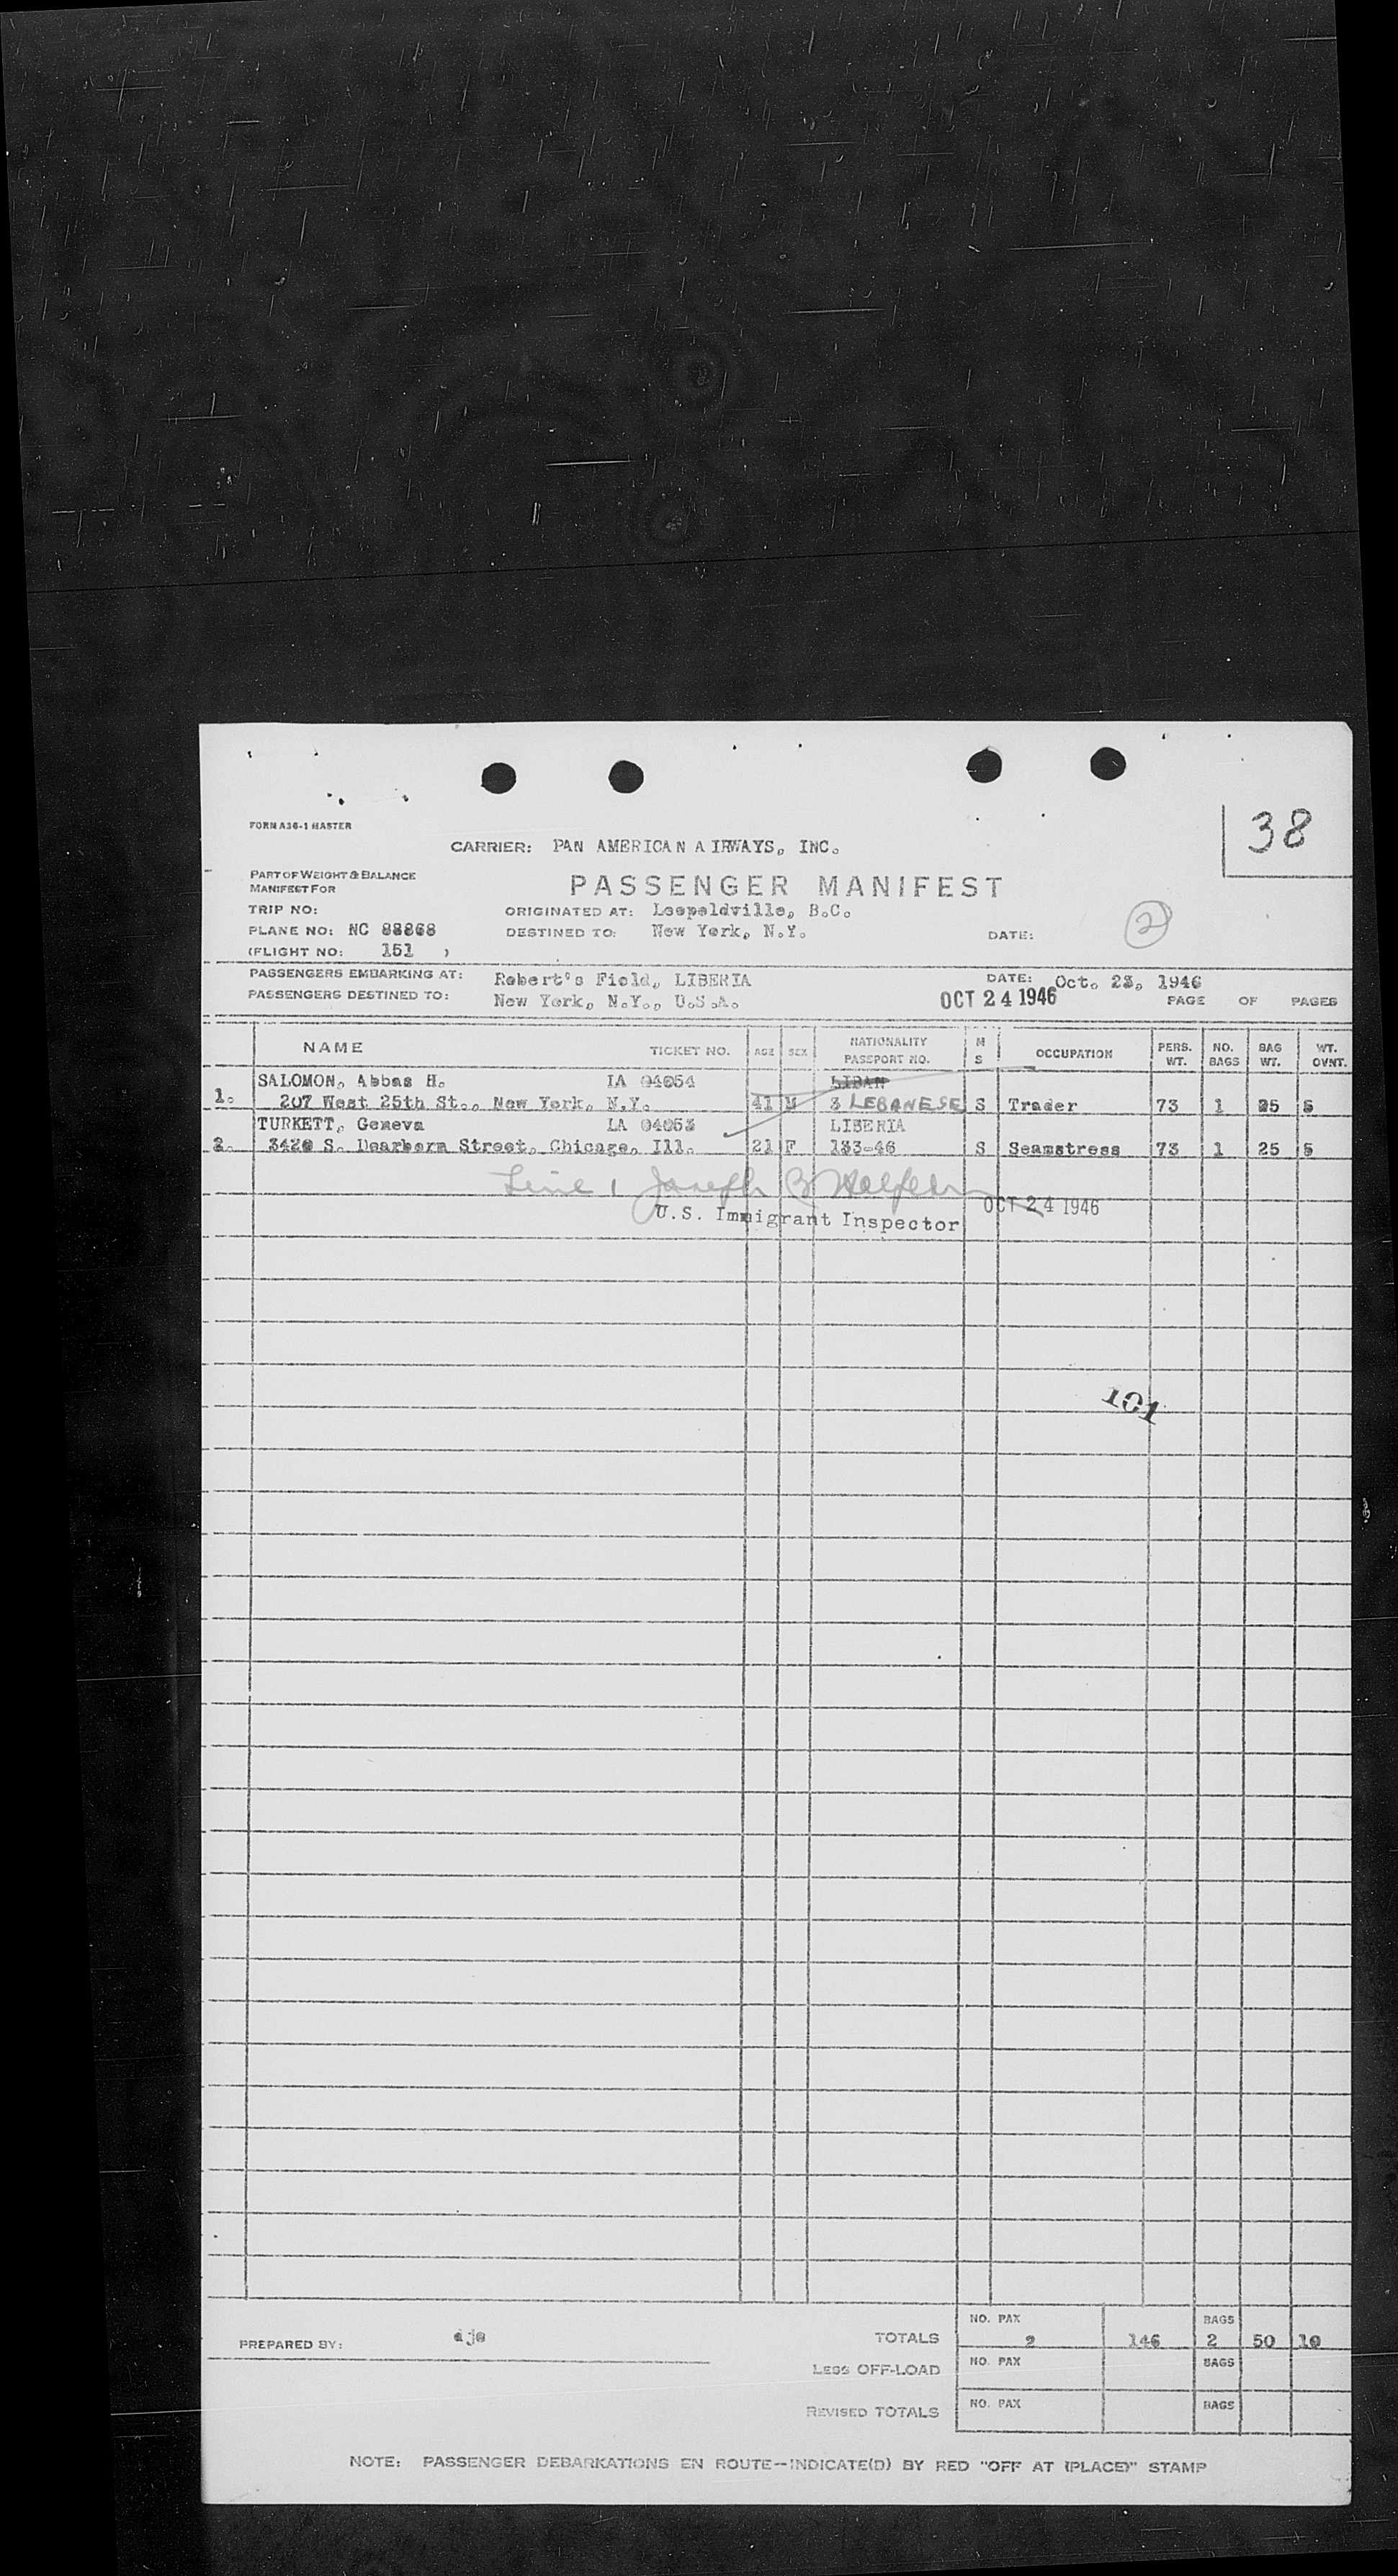 FORM A36-1 MASTER
38
CARRIER: PAN AMERICAN AIRWAYS, INC.
PART OF WEIGHT & BALANCE
MANIFEST FOR
PASSENGER MANIFEST
TRIP NO:
ORIGINATED AT: Leopoldville, B.C.
PLANE NO: NC 88868
DESTINED TO: New York, N.Y.
DATE:
2
(FLIGHT NO: 151 )
PASSENGERS EMBARKING AT: Robert's Field, LIBERIA
DATE: Oct. 23, 1946
PASSENGERS DESTINED TO: New York, N.Y., U.S.A.
OCT 24 1946
PAGE OF PAGES
NAME TICKET NO. AGE SEX NATIONALITY PASSPORT NO. M S OCCUPATION PERS. WT. NO. BAGS BAG WT. WT. OVNT.
SALOMON, Abbas H. IA 04054 LIBAN
1. 207 West 25th St., New York, N.Y. 41 M 3 LEBANESE S Trader 73 1 25 5
TURKETT, Geneva LA 04053 LIBERIA
2. 3420 S. Dearborn Street, Chicago, Ill. 21 F 133-46 S Seamstress 73 1 25 5
Line 1 Joseph B
U.S. Immigrant Inspector OCT 24 1946
101
NO. PAX BAGS
PREPARED BY: aje TOTALS 2 146 2 50 10
LESS OFF-LOAD NO. PAX BAGS
REVISED TOTALS NO. PAX BAGS
NOTE: PASSENGER DEBARKATIONS EN ROUTE--INDICATE(D) BY RED "OFF AT (PLACE)" STAMP